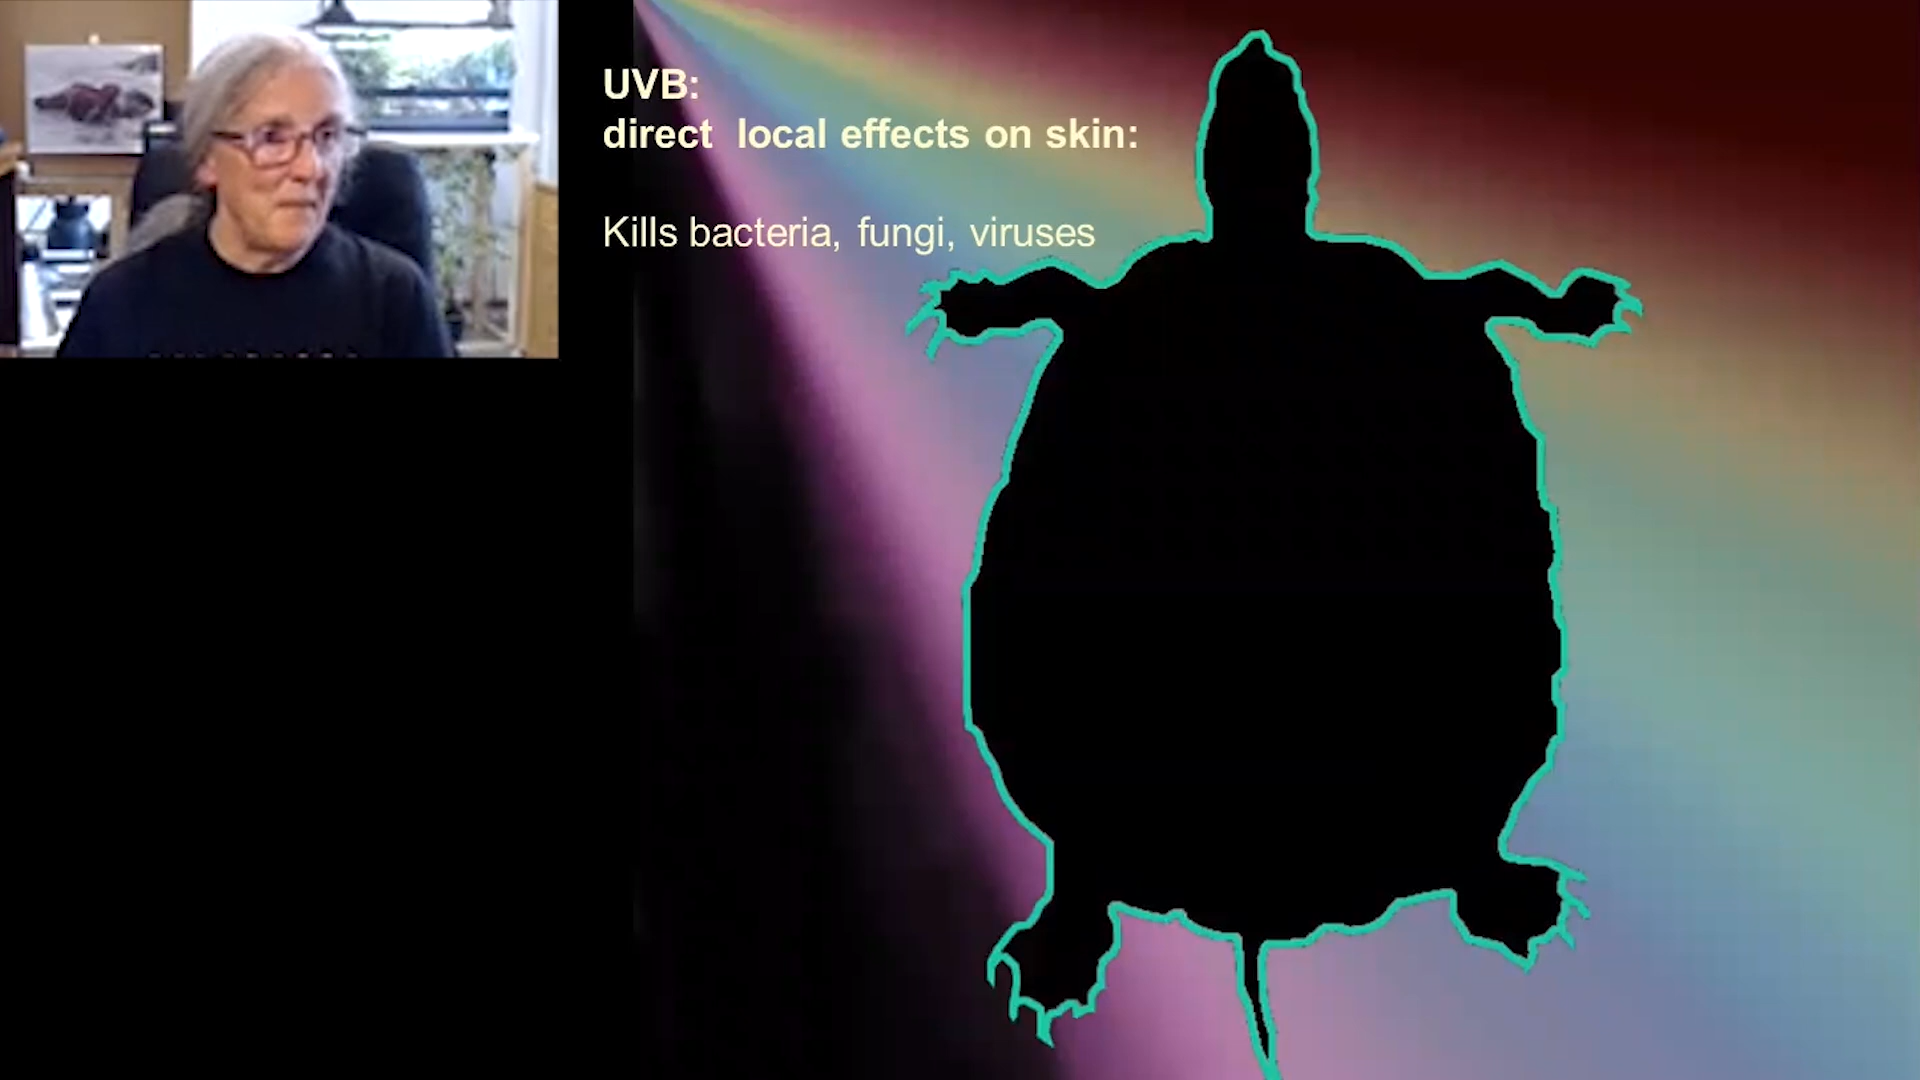 UVB:
direct local effects on skin:
Kills bacteria, fungi, viruses